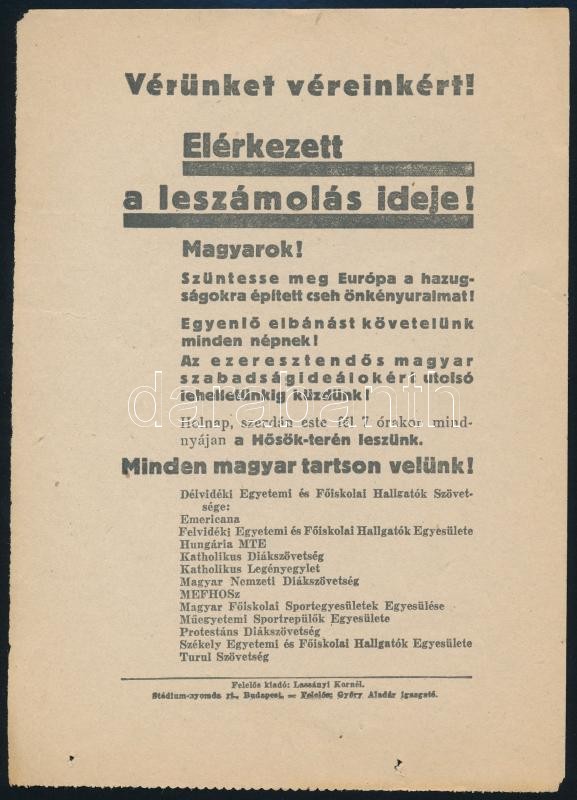 Vérünket véreinkért!
Elérkezett
a leszámolás ideje!
Magyarok!
Szüntesse meg Európa a hazug-
ságokra épített cseh önkényuralmat!
Egyenlő elbánást követelünk
minden népnek!
Az ezeresztendős magyar
szabadságideálokért utolsó
lehelletünkig küzdünk!
darabanth
Holnap, szerdán este fél 7 órakor mind-
nyájan a Hősök-terén leszünk.
Minden magyar tartson velünk!
Délvidéki Egyetemi és Főiskolai Hallgatók Szövet-
sége:
Emericana
Felvidéki Egyetemi és Főiskolai Hallgatók Egyesülete
Hungária MTE
Katholikus Diákszövetség
Katholikus Legényegylet
Magyar Nemzeti Diákszövetség
MEFHOSz
Magyar Főiskolai Sportegyesületek Egyesülése
Műegyetemi Sportrepülők Egyesülete
Protestáns Diákszövetség
Székely Egyetemi és Főiskolai Hallgatók Egyesülete
Turul Szövetség
Felelős kiadó: Lassányi Kornél.
Stádium-nyomda rt., Budapest. — Felelős: Győry Aladár igazgató.